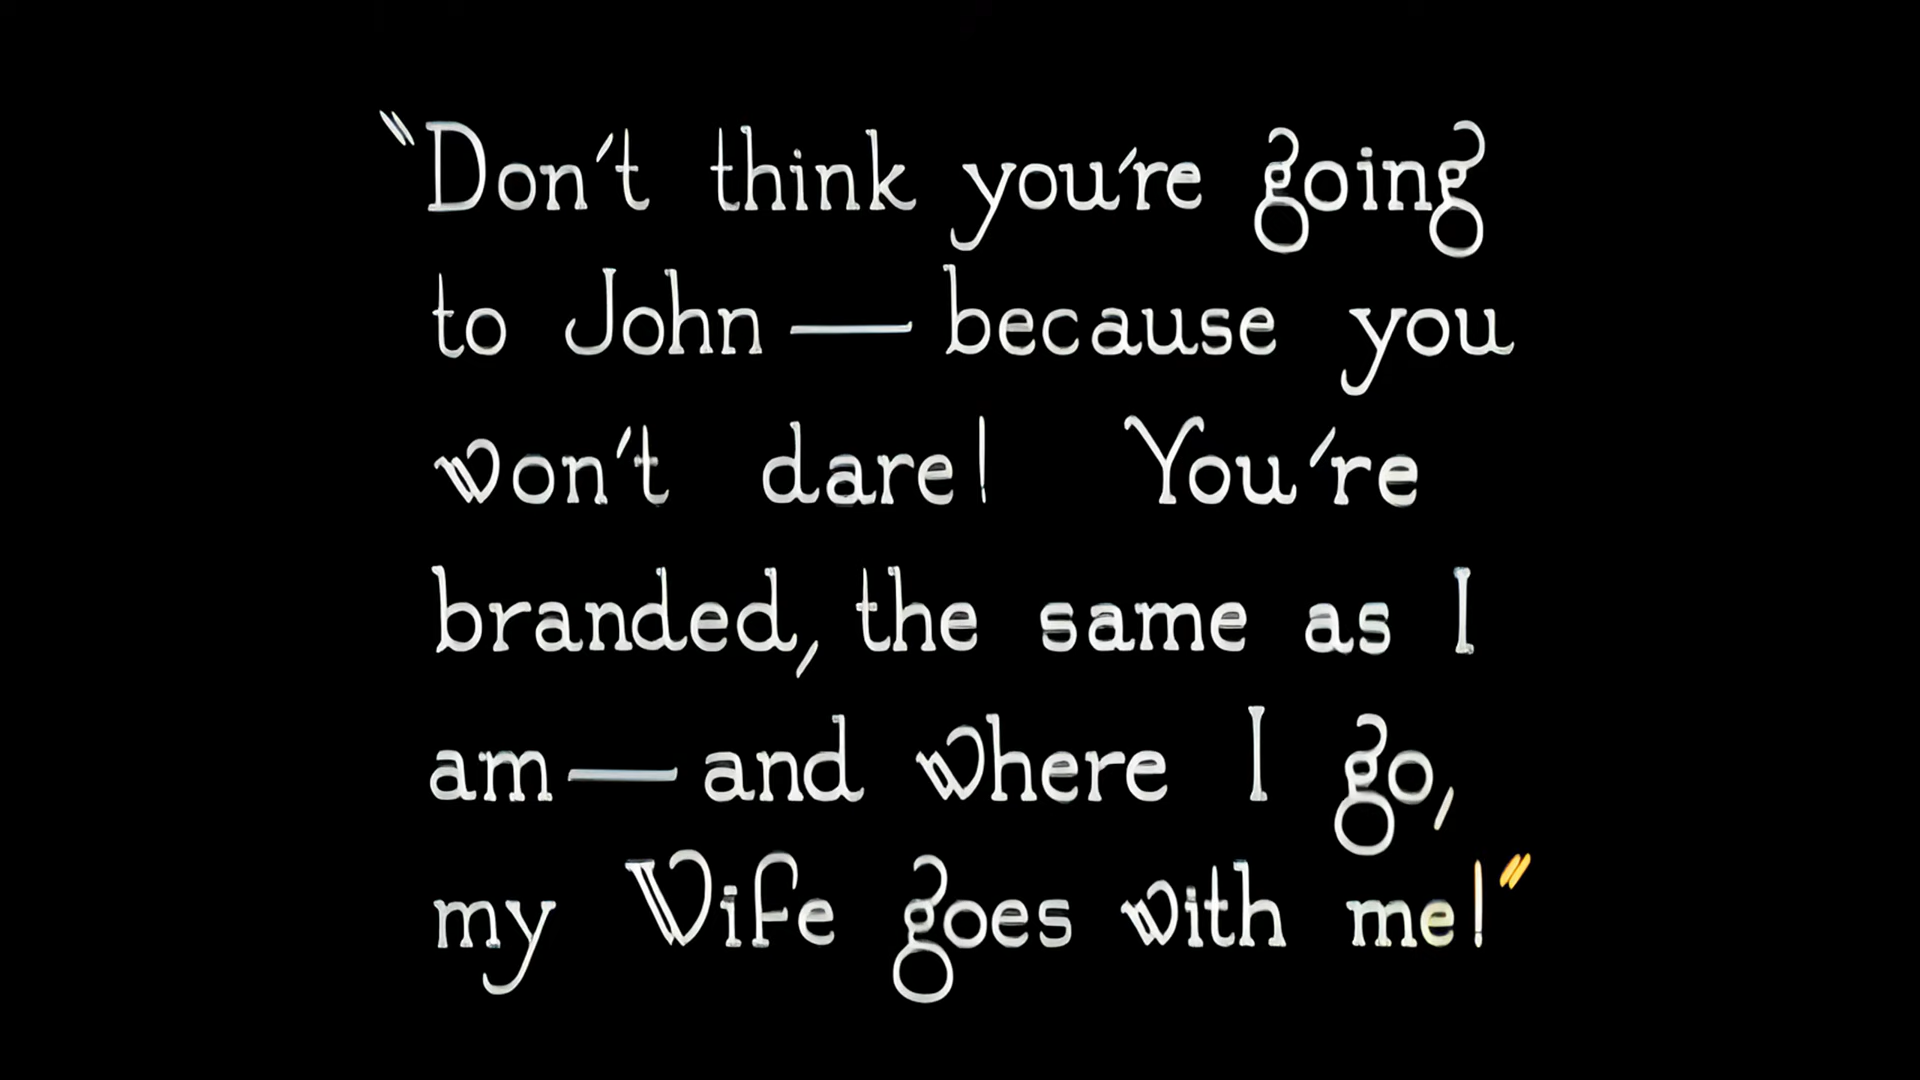 "Don't think you're going
to John—because you
won't dare! You're
branded, the same as I
am—and where I go,
my Wife goes with me!"